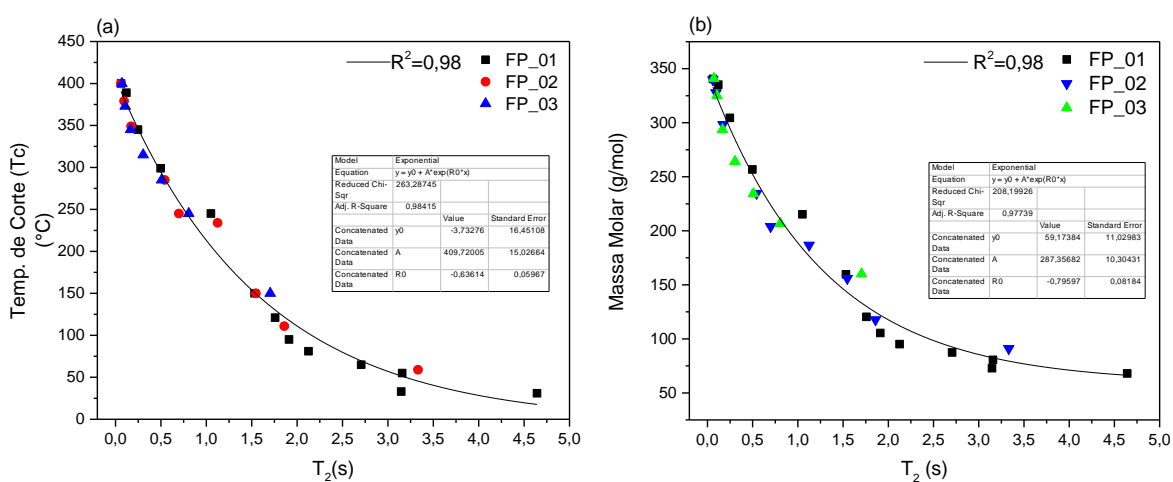 (a)
R²=0,98
FP_01
FP_02
FP_03
Temp. de Corte (Tc)
(°C)
450
400
350
300
250
200
150
100
50
0
Model Exponential
Equation y = y0 + A*exp(R0*x)
Reduced Chi-
Sqr 263,28745
Adj. R-Square 0,98415
Value Standard Error
Concatenated
Data y0 -3,73276 16,45108
Concatenated
Data A 409,72005 15,02664
Concatenated
Data R0 -0,63614 0,05967
0,0 0,5 1,0 1,5 2,0 2,5 3,0 3,5 4,0 4,5 5,0
T₂(s)
(b)
R²=0,98
FP_01
FP_02
FP_03
Massa Molar (g/mol)
350
300
250
200
150
100
50
Model Exponential
Equation y = y0 + A*exp(R0*x)
Reduced Chi-
Sqr 208,19926
Adj. R-Square 0,97739
Value Standard Error
Concatenated
Data y0 59,17384 11,02983
Concatenated
Data A 287,35682 10,30431
Concatenated
Data R0 -0,79597 0,08184
0,0 0,5 1,0 1,5 2,0 2,5 3,0 3,5 4,0 4,5 5,0
T₂ (s)